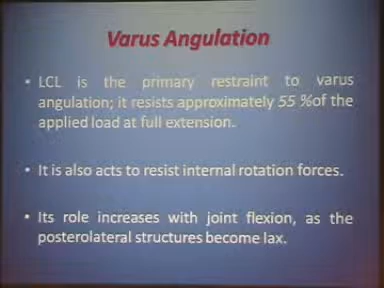 Varus Angulation
• LCL is the primary restraint to varus
angulation; it resists approximately 55 %of the
applied load at full extension.
• It is also acts to resist internal rotation forces.
• Its role increases with joint flexion, as the
posterolateral structures become lax.